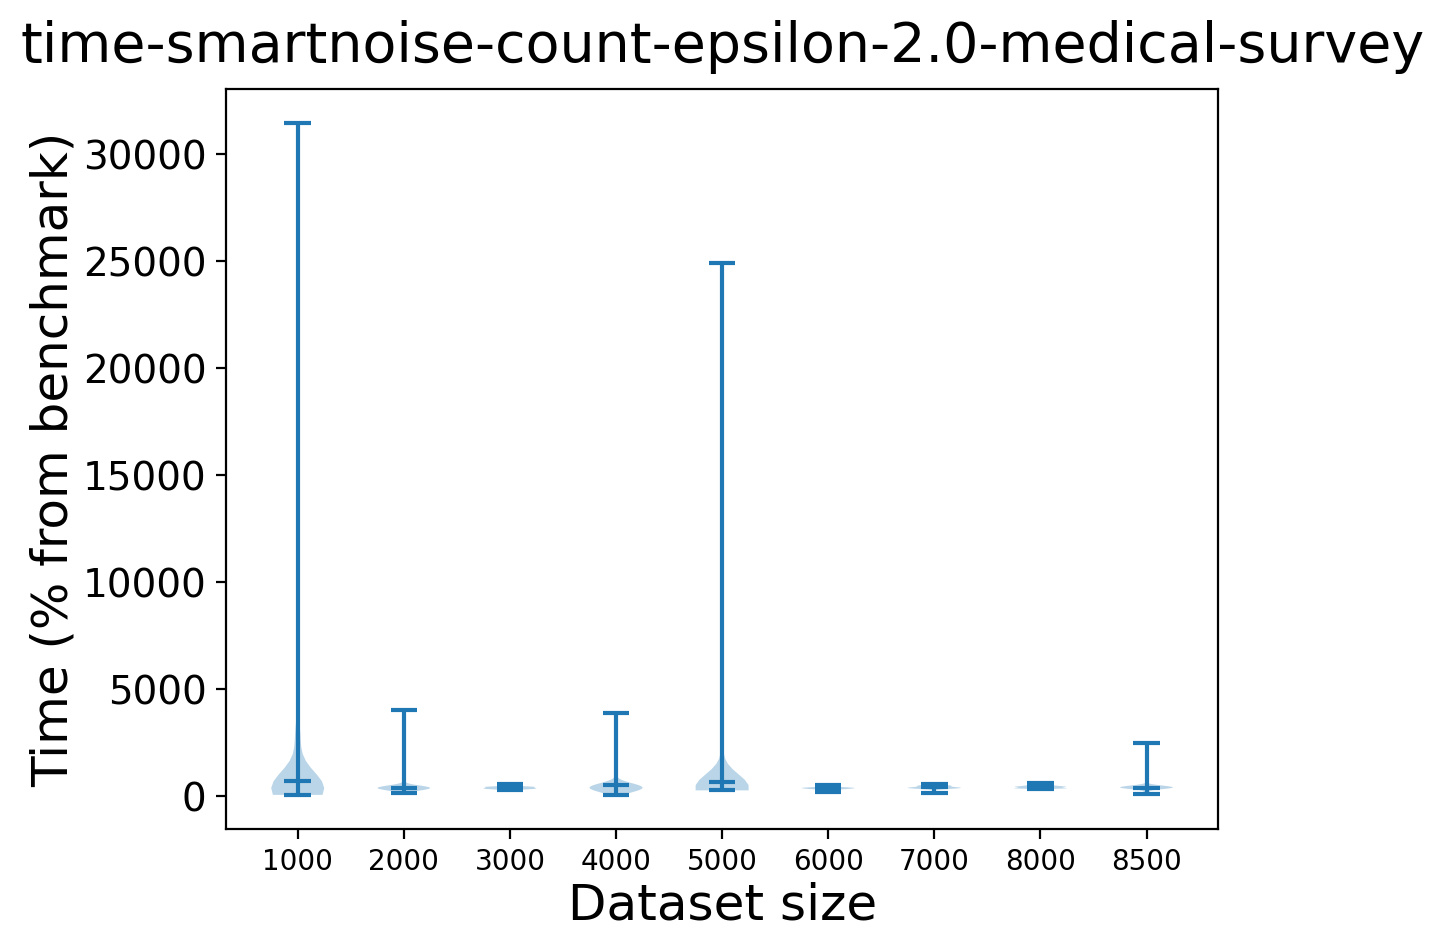 time-smartnoise-count-epsilon-2.0-medical-survey
Time (% from benchmark)
30000
25000
20000
15000
10000
5000
0
1000 2000 3000 4000 5000 6000 7000 8000 8500
Dataset size